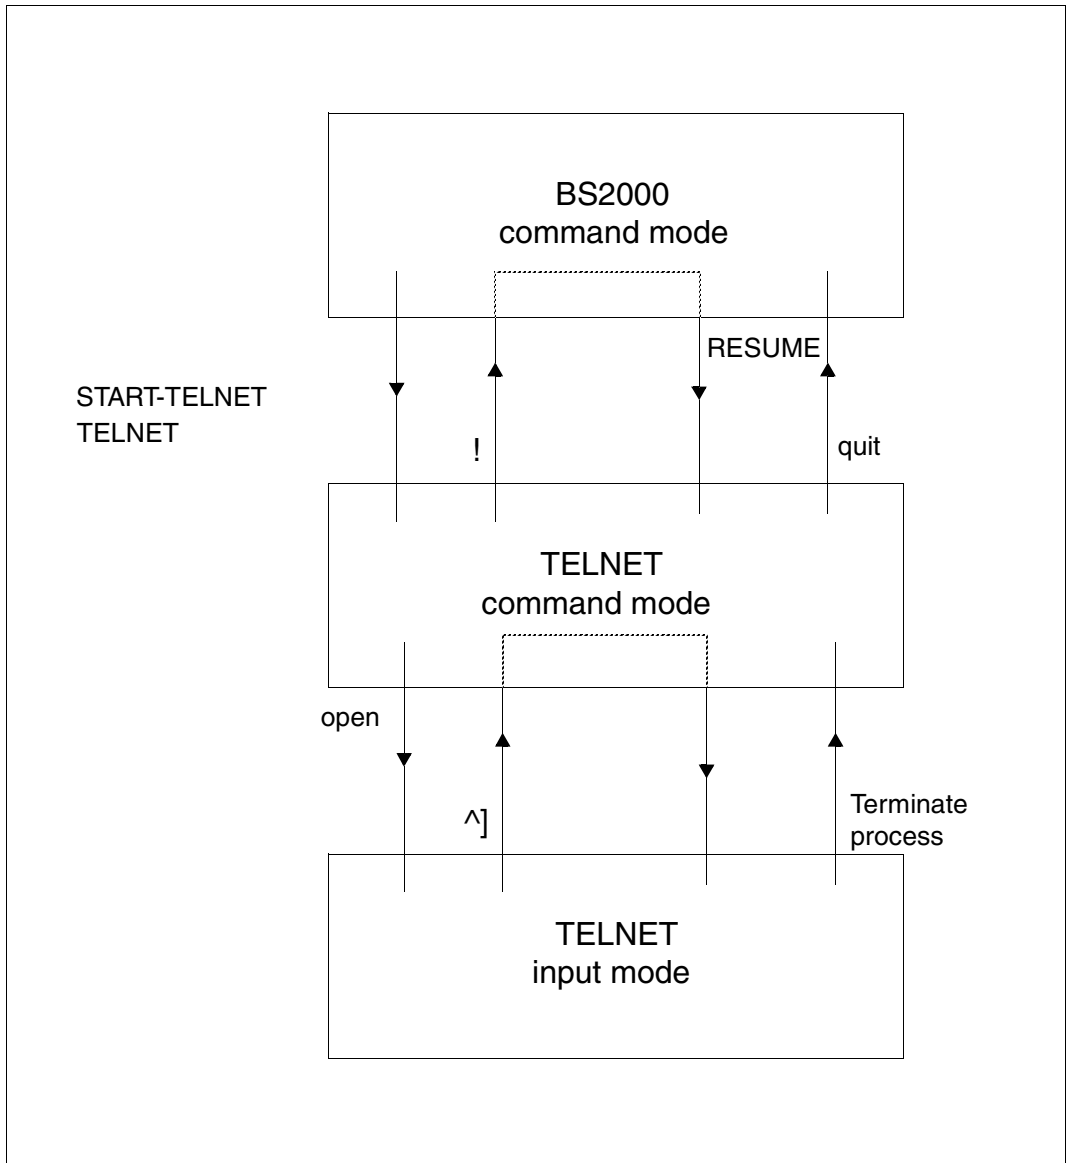 BS2000
command mode
RESUME
START-TELNET
TELNET
!
quit
TELNET
command mode
open
^]
Terminate
process
TELNET
input mode